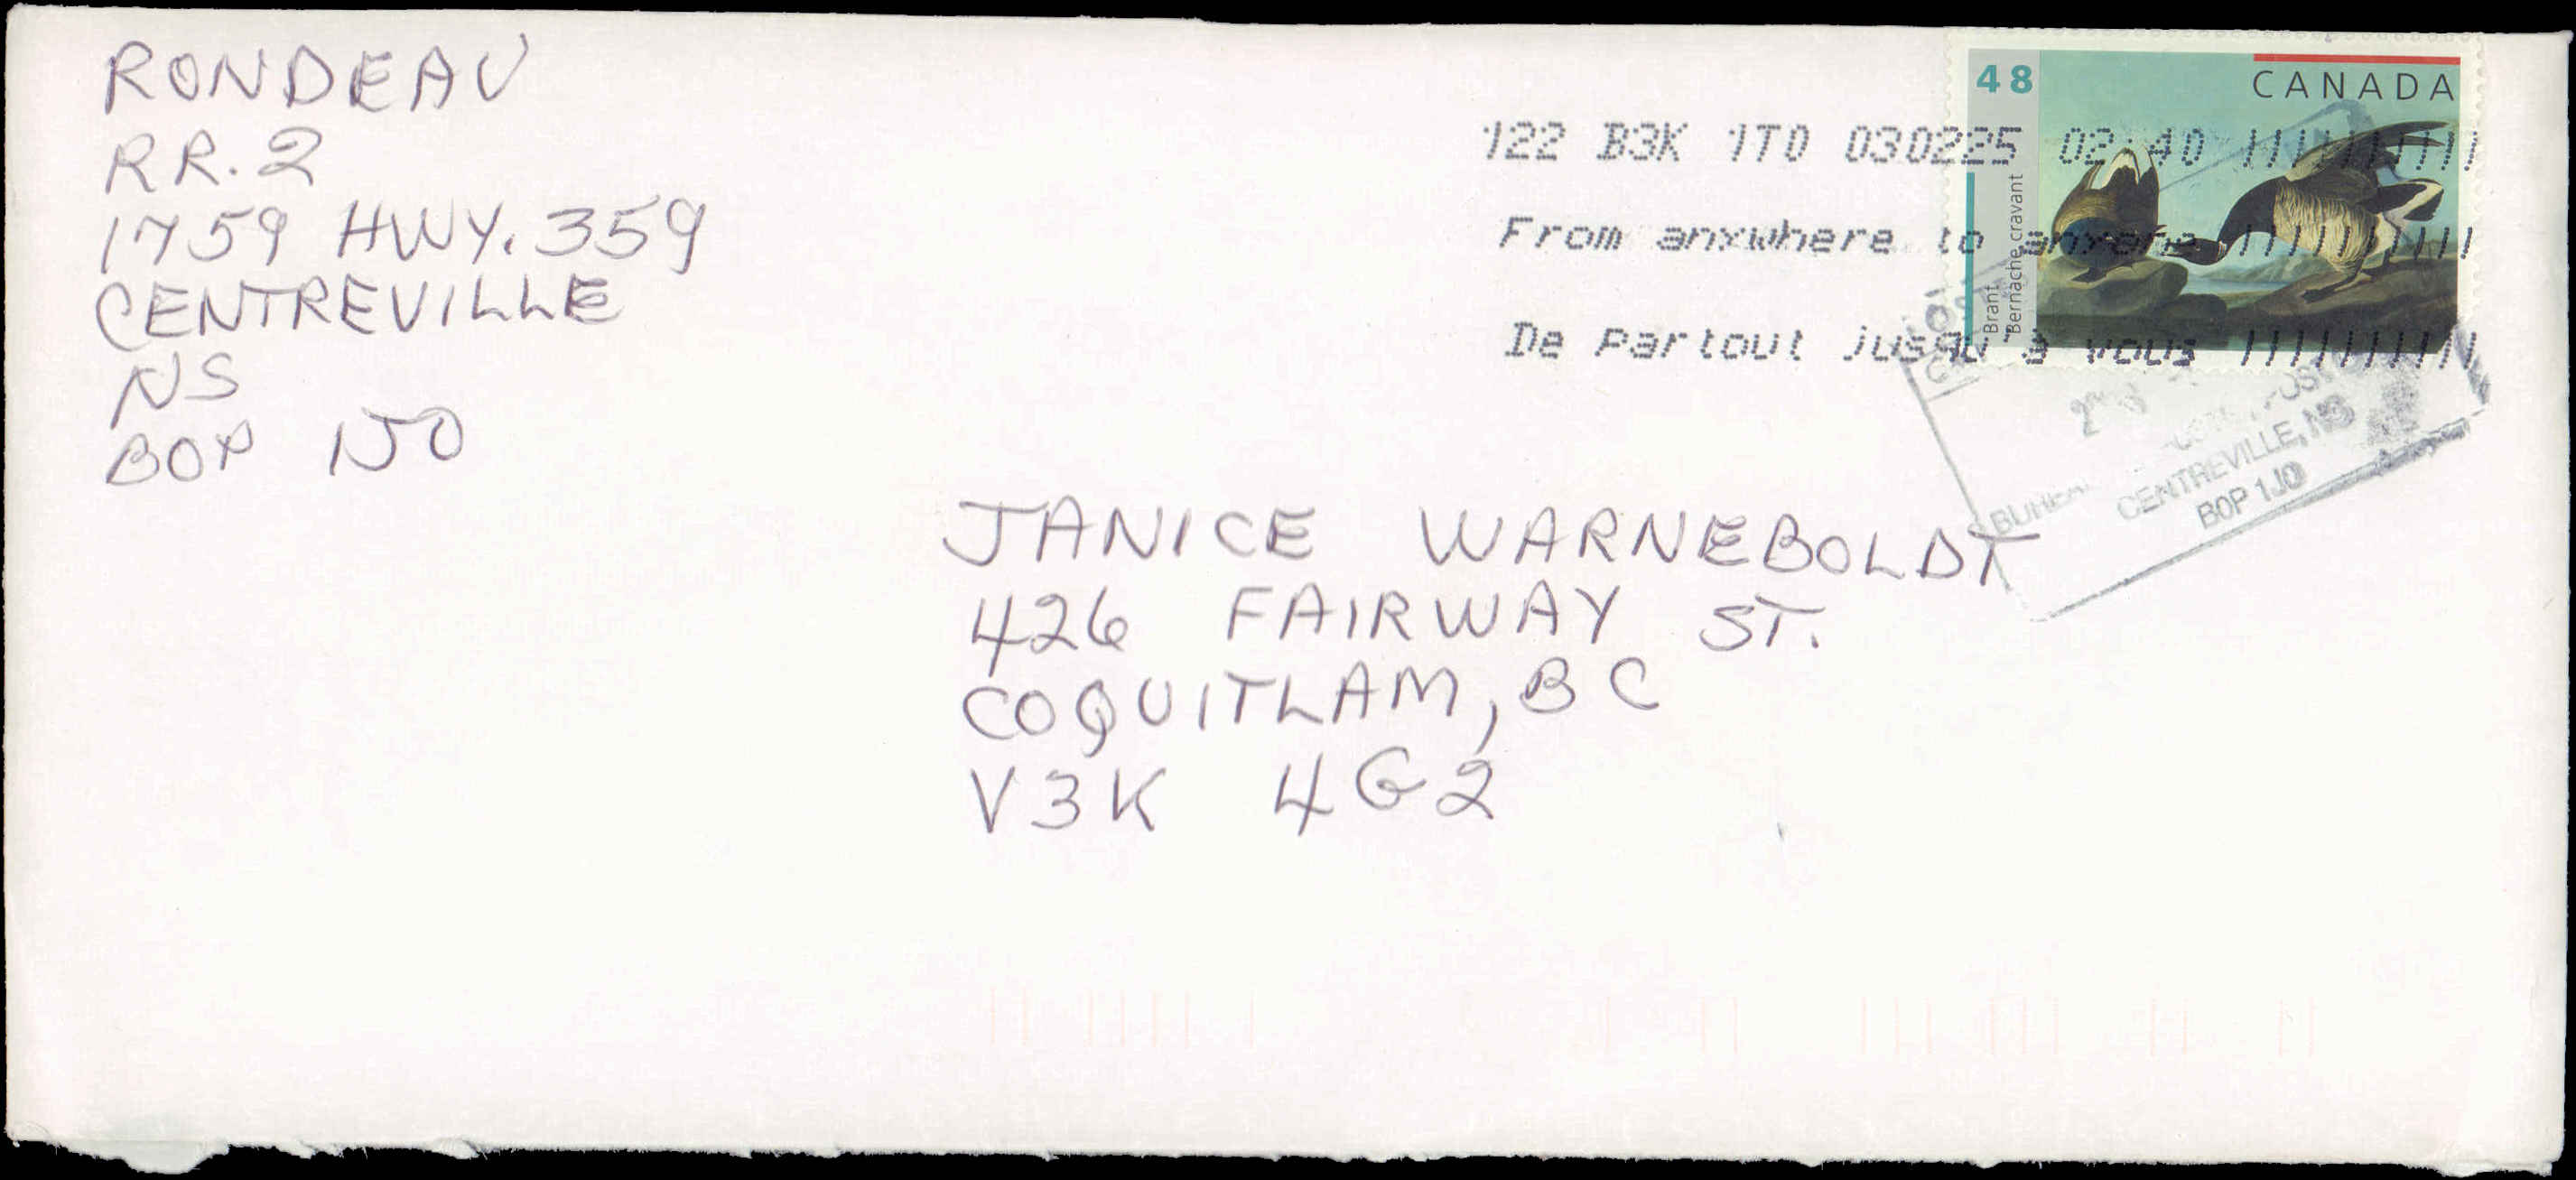 RONDEAU
RR. 2
1759 HWY. 359
CENTREVILLE
NS
BOP 1J0
48
CANADA
Brant
Bernache cravant
122 B3K 1T0 030225 02:40
From anywhere to anyone
De Partout jusqu'à vous
CENTREVILLE, NS
B0P 1J0
JANICE WARNEBOLDT
426 FAIRWAY ST.
COQUITLAM, BC
V3K 4G2